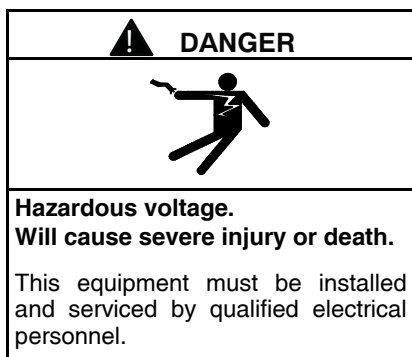 DANGER
Hazardous voltage.
Will cause severe injury or death.
This equipment must be installed
and serviced by qualified electrical
personnel.